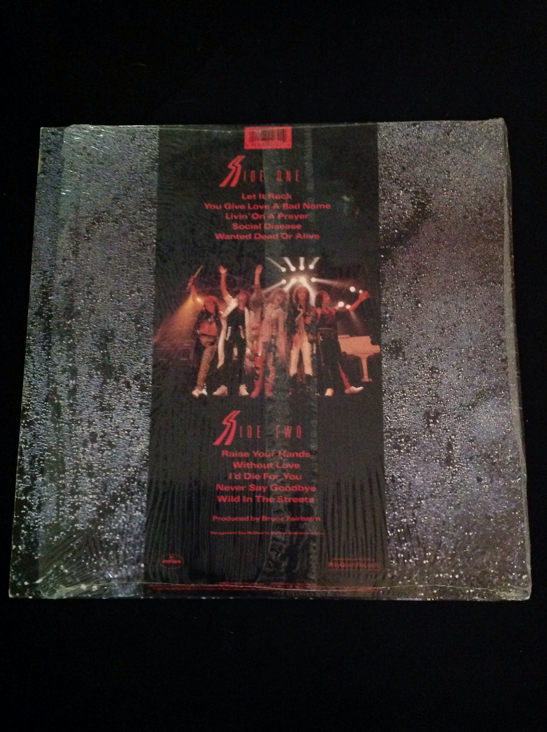 SIDE ONE
Let It Rock
You Give Love A Bad Name
Livin' On A Prayer
Social Disease
Wanted Dead Or Alive
SIDE TWO
Raise Your Hands
Without Love
I'd Die For You
Never Say Goodbye
Wild In The Streets
Produced by Bruce Fairbairn